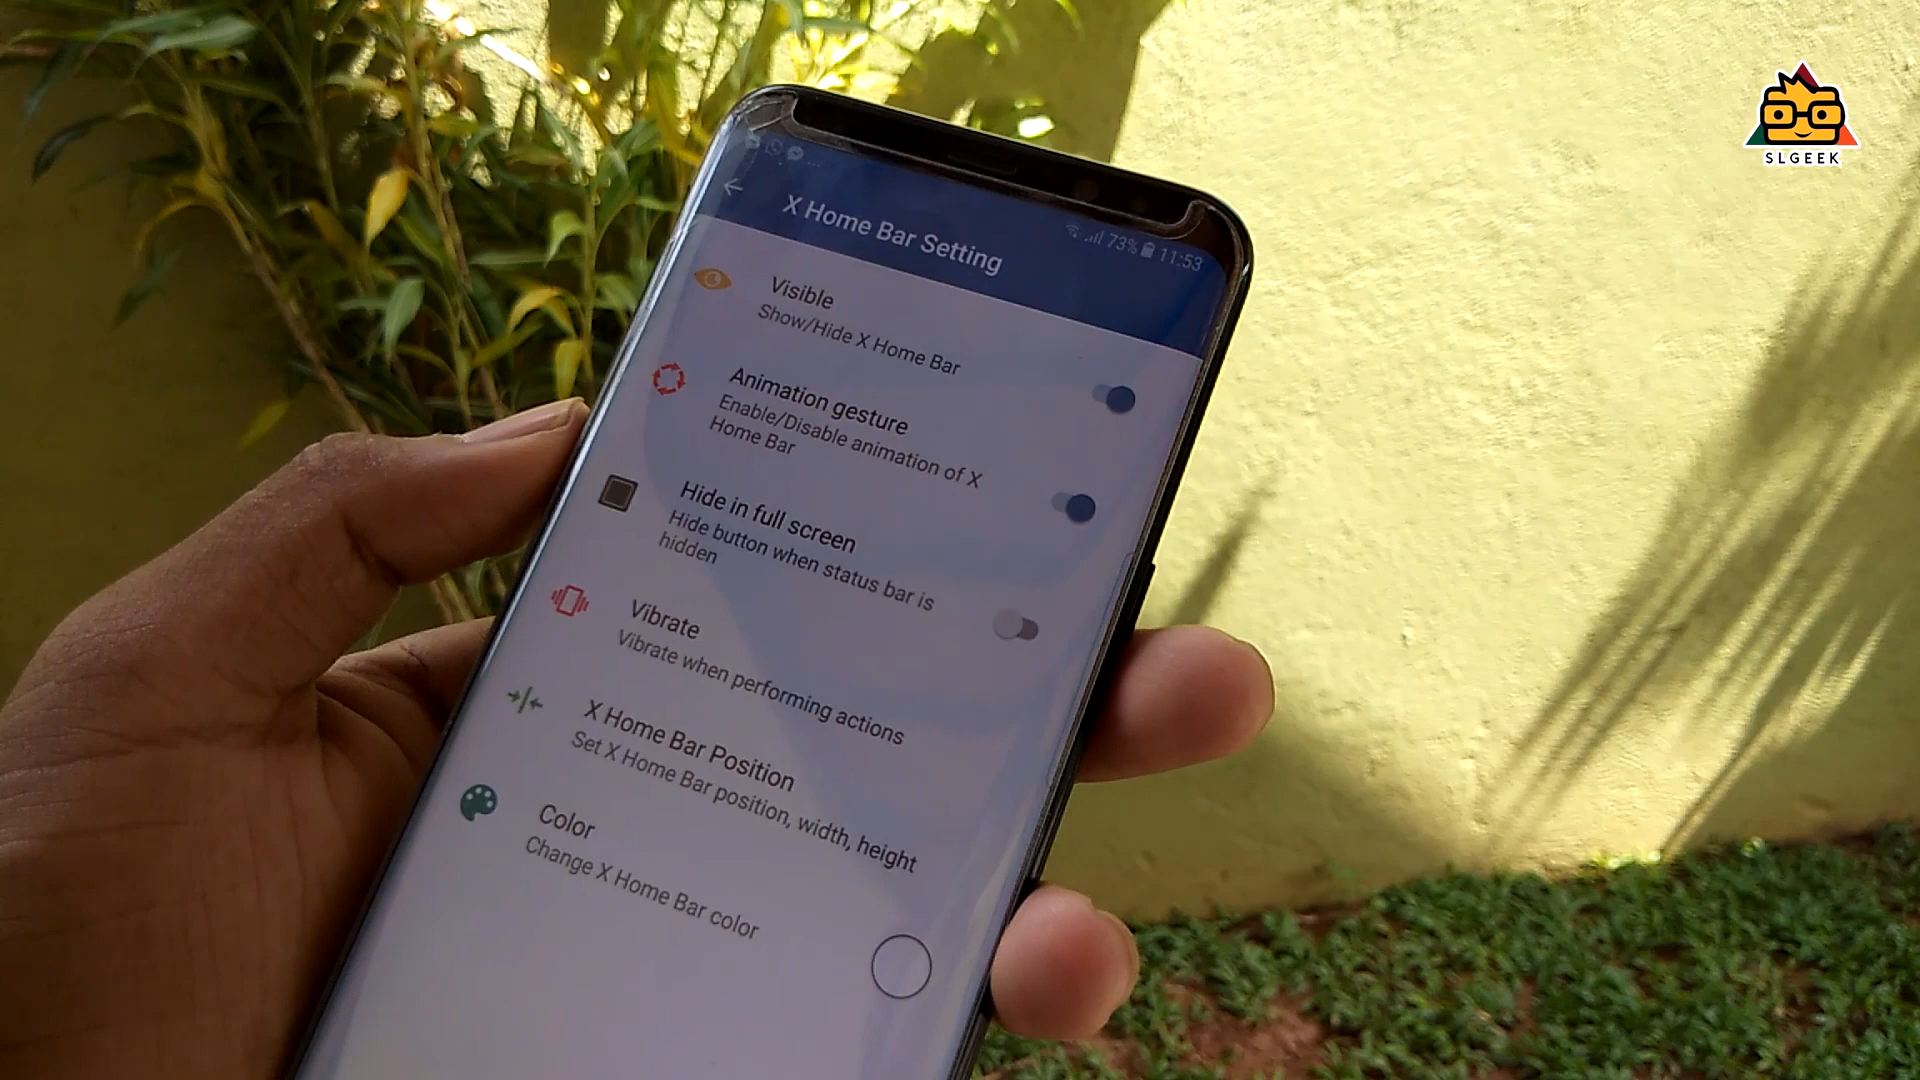 SLGEEK
73% 11:53
X Home Bar Setting
Visible
Show/Hide X Home Bar
Animation gesture
Enable/Disable animation of X
Home Bar
Hide in full screen
Hide button when status bar is
hidden
Vibrate
Vibrate when performing actions
X Home Bar Position
Set X Home Bar position, width, height
Color
Change X Home Bar color